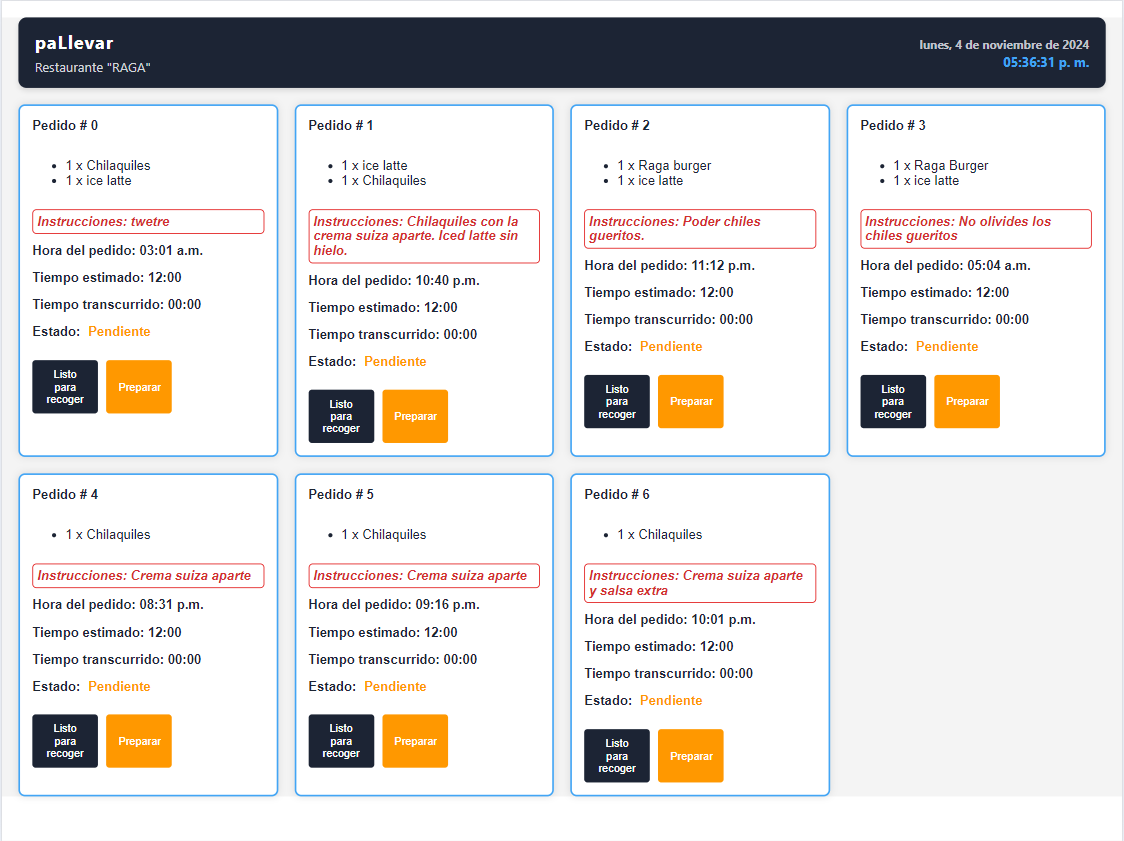 paLlevar
Restaurante "RAGA"
lunes, 4 de noviembre de 2024
05:36:31 p. m.
Pedido # 0
1 x Chilaquiles
1 x ice latte
Instrucciones: twetre
Hora del pedido: 03:01 a.m.
Tiempo estimado: 12:00
Tiempo transcurrido: 00:00
Estado: Pendiente
Listo
para
recoger
Preparar
Pedido # 1
1 x ice latte
1 x Chilaquiles
Instrucciones: Chilaquiles con la
crema suiza aparte. Iced latte sin
hielo.
Hora del pedido: 10:40 p.m.
Tiempo estimado: 12:00
Tiempo transcurrido: 00:00
Estado: Pendiente
Listo
para
recoger
Preparar
Pedido # 2
1 x Raga burger
1 x ice latte
Instrucciones: Poder chiles
gueritos.
Hora del pedido: 11:12 p.m.
Tiempo estimado: 12:00
Tiempo transcurrido: 00:00
Estado: Pendiente
Listo
para
recoger
Preparar
Pedido # 3
1 x Raga Burger
1 x ice latte
Instrucciones: No olivides los
chiles gueritos
Hora del pedido: 05:04 a.m.
Tiempo estimado: 12:00
Tiempo transcurrido: 00:00
Estado: Pendiente
Listo
para
recoger
Preparar
Pedido # 4
1 x Chilaquiles
Instrucciones: Crema suiza aparte
Hora del pedido: 08:31 p.m.
Tiempo estimado: 12:00
Tiempo transcurrido: 00:00
Estado: Pendiente
Listo
para
recoger
Preparar
Pedido # 5
1 x Chilaquiles
Instrucciones: Crema suiza aparte
Hora del pedido: 09:16 p.m.
Tiempo estimado: 12:00
Tiempo transcurrido: 00:00
Estado: Pendiente
Listo
para
recoger
Preparar
Pedido # 6
1 x Chilaquiles
Instrucciones: Crema suiza aparte
y salsa extra
Hora del pedido: 10:01 p.m.
Tiempo estimado: 12:00
Tiempo transcurrido: 00:00
Estado: Pendiente
Listo
para
recoger
Preparar